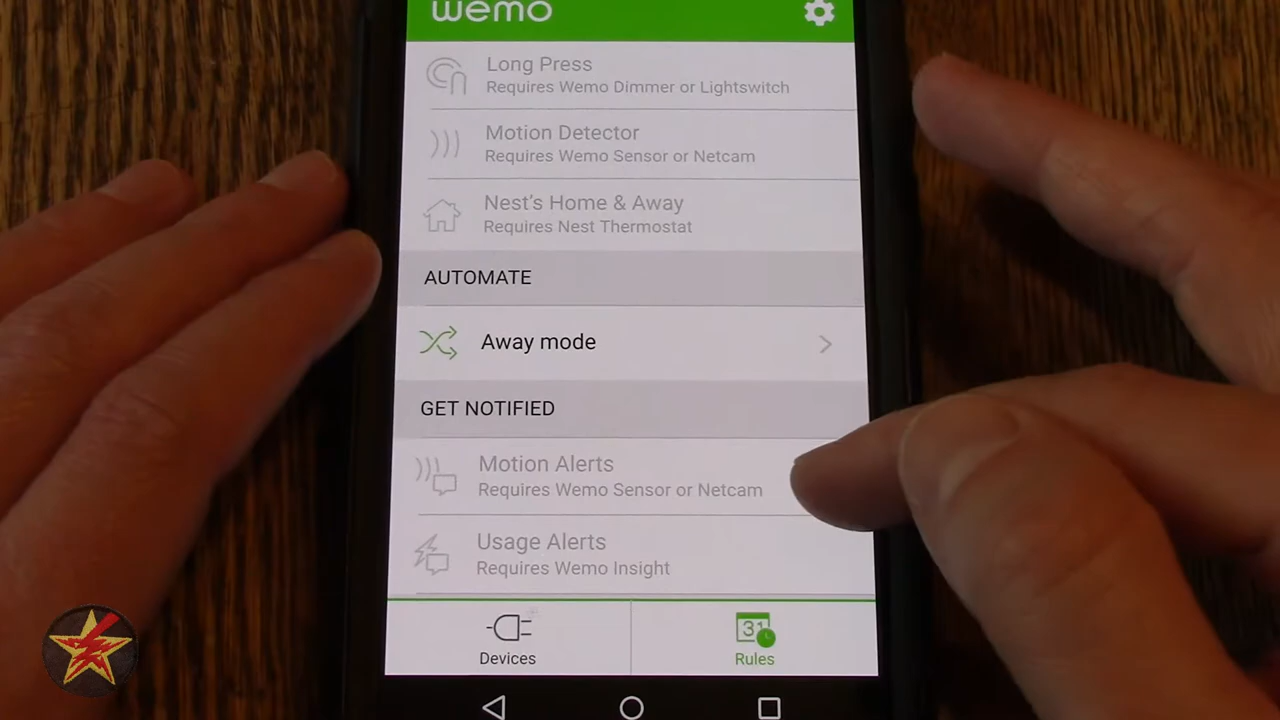 wemo
Long Press
Requires Wemo Dimmer or Lightswitch
Motion Detector
Requires Wemo Sensor or Netcam
Nest's Home & Away
Requires Nest Thermostat
AUTOMATE
Away mode
GET NOTIFIED
Motion Alerts
Requires Wemo Sensor or Netcam
Usage Alerts
Requires Wemo Insight
31
Devices
Rules